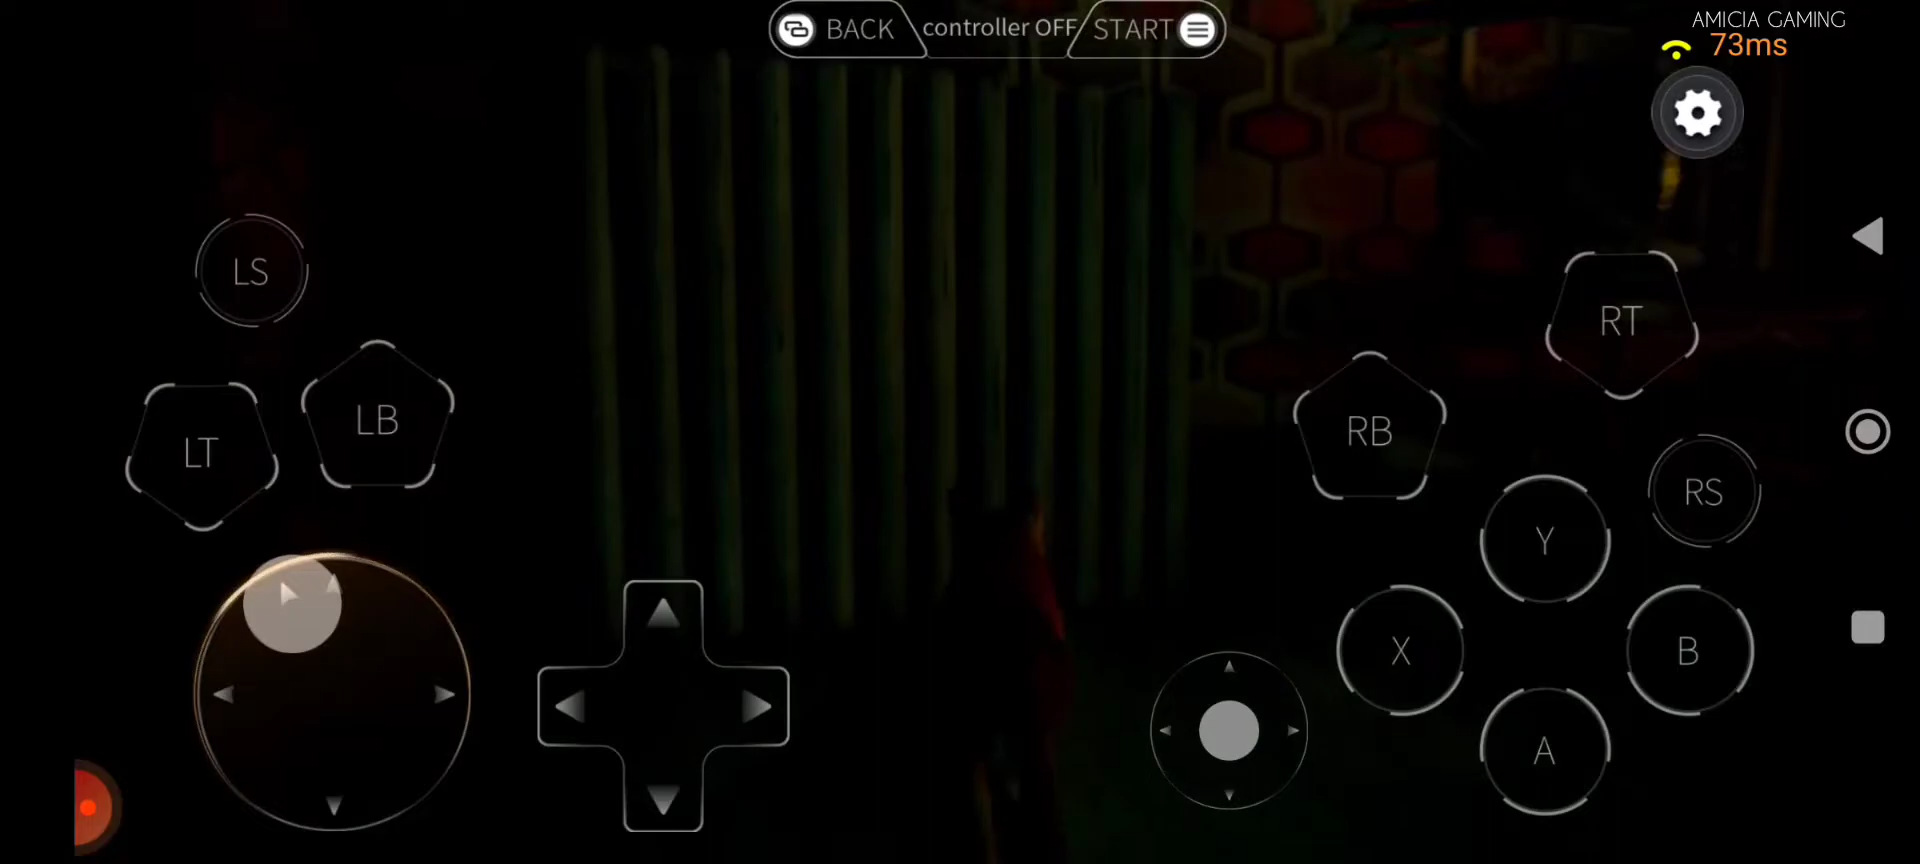 BACK controller OFF START
AMICIA GAMING
73ms
LS
RT
LB
LT
RB
RS
Y
X
B
A